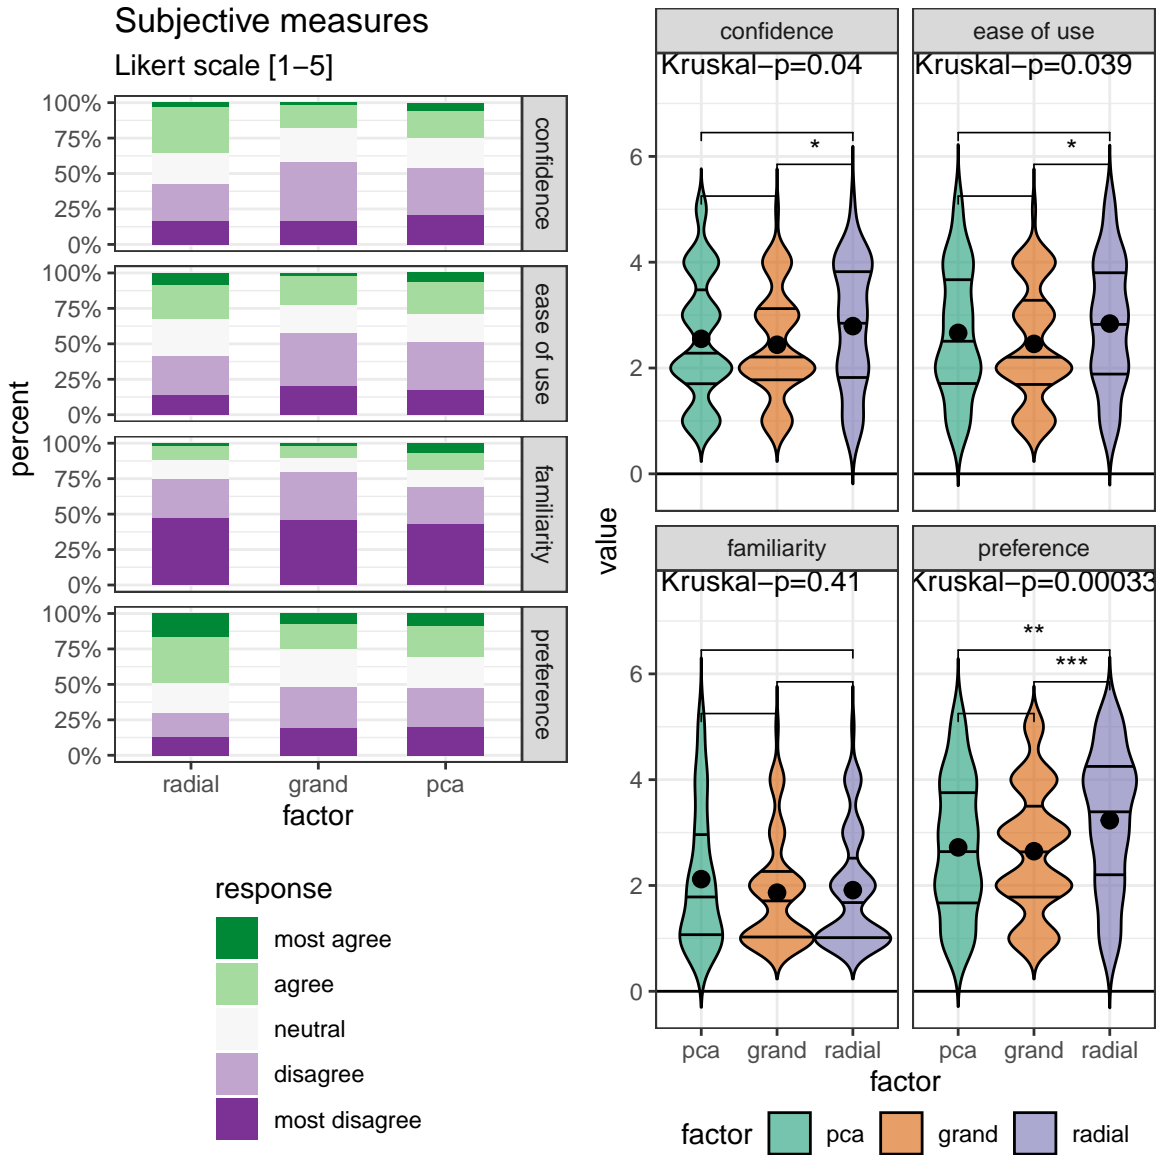 Subjective measures
Likert scale [1−5]
percent
100%
75%
50%
25%
0%
confidence
100%
75%
50%
25%
0%
ease of use
100%
75%
50%
25%
0%
familiarity
100%
75%
50%
25%
0%
preference
radial grand pca
factor
response
most agree
agree
neutral
disagree
most disagree
value
confidence
Kruskal−p=0.04
*
6
4
2
0
ease of use
Kruskal−p=0.039
*
familiarity
Kruskal−p=0.41
6
4
2
0
preference
Kruskal−p=0.00033
**
***
pca grand radial
pca grand radial
factor
factor pca grand radial